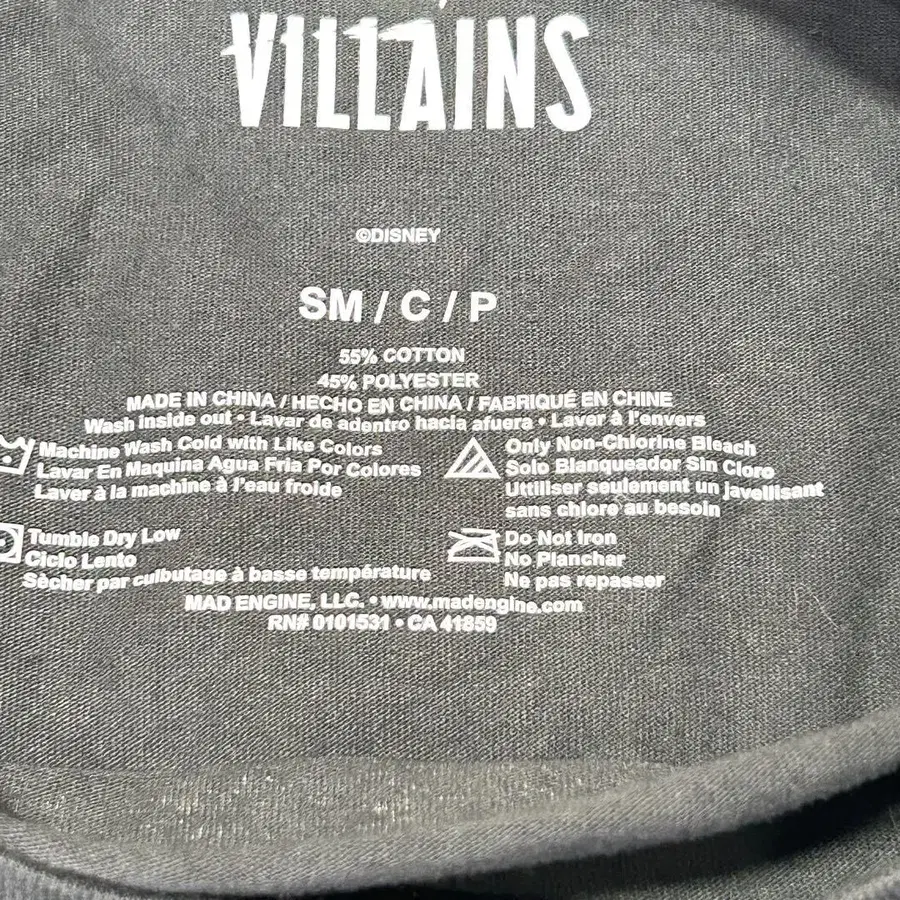 VILLAINS
©DISNEY
SM / C / P
55% COTTON
45% POLYESTER
MADE IN CHINA / HECHO EN CHINA / FABRIQUÉ EN CHINE
Wash inside out • Lavar de adentro hacia afuera • Laver à l'envers
Machine Wash Cold with Like Colors
Lavar En Maquina Agua Fria Por Colores
Laver à la machine à l'eau froide
Only Non-Chlorine Bleach
Solo Blanqueador Sin Cloro
Uttiliser seulement un javellisant
sans chlore au besoin
Tumble Dry Low
Ciclo Lento
Sècher par culbutage à basse température
Do Not Iron
No Planchar
Ne pas repasser
MAD ENGINE, LLC. • www.madengine.com
RN# 0101531 • CA 41859